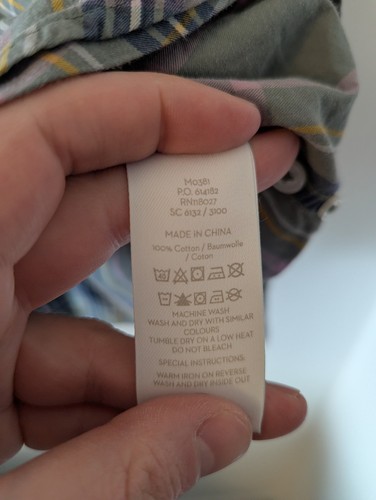 M0381
P.O. 614182
RN118027
SC 6132 / 3100
MADE IN CHINA
100% Cotton / Baumwolle
/ Coton
40
MACHINE WASH
WASH AND DRY WITH SIMILAR
COLOURS
TUMBLE DRY ON A LOW HEAT
DO NOT BLEACH
SPECIAL INSTRUCTIONS:
WARM IRON ON REVERSE
WASH AND DRY INSIDE OUT